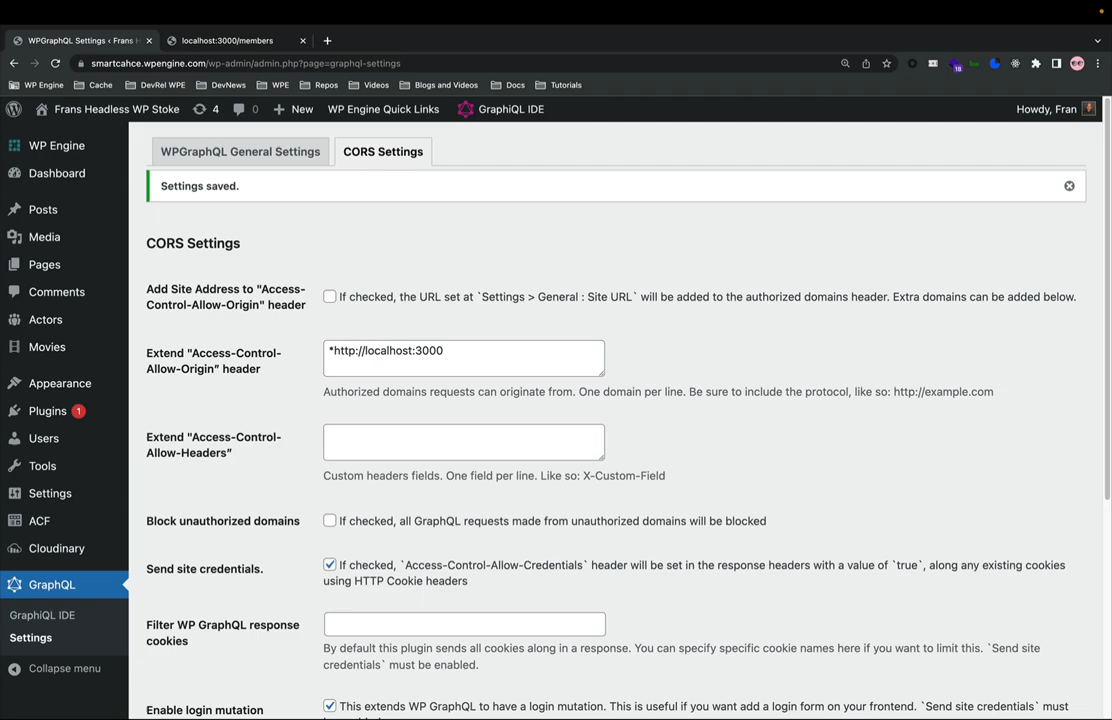 WPGraphQL Settings < Frans H
localhost:3000/members
smartcahce.wpengine.com/wp-admin/admin.php?page=graphql-settings
WP Engine
Cache
DevRel WPE
DevNews
WPE
Repos
Videos
Blogs and Videos
Docs
Tutorials
18
Frans Headless WP Stoke
4
0
New
WP Engine Quick Links
GraphiQL IDE
Howdy, Fran
WP Engine
Dashboard
Posts
Media
Pages
Comments
Actors
Movies
Appearance
Plugins 1
Users
Tools
Settings
ACF
Cloudinary
GraphQL
GraphiQL IDE
Settings
Collapse menu
WPGraphQL General Settings
CORS Settings
Settings saved.
CORS Settings
Add Site Address to "Access-
Control-Allow-Origin" header
If checked, the URL set at `Settings > General : Site URL` will be added to the authorized domains header. Extra domains can be added below.
Extend "Access-Control-
Allow-Origin” header
*http://localhost:3000
Authorized domains requests can originate from. One domain per line. Be sure to include the protocol, like so: http://example.com
Extend "Access-Control-
Allow-Headers”
Custom headers fields. One field per line. Like so: X-Custom-Field
Block unauthorized domains
If checked, all GraphQL requests made from unauthorized domains will be blocked
Send site credentials.
If checked, `Access-Control-Allow-Credentials` header will be set in the response headers with a value of `true`, along any existing cookies
using HTTP Cookie headers
Filter WP GraphQL response
cookies
By default this plugin sends all cookies along in a response. You can specify specific cookie names here if you want to limit this. `Send site
credentials` must be enabled.
Enable login mutation
This extends WP GraphQL to have a login mutation. This is useful if you want add a login form on your frontend. `Send site credentials` must